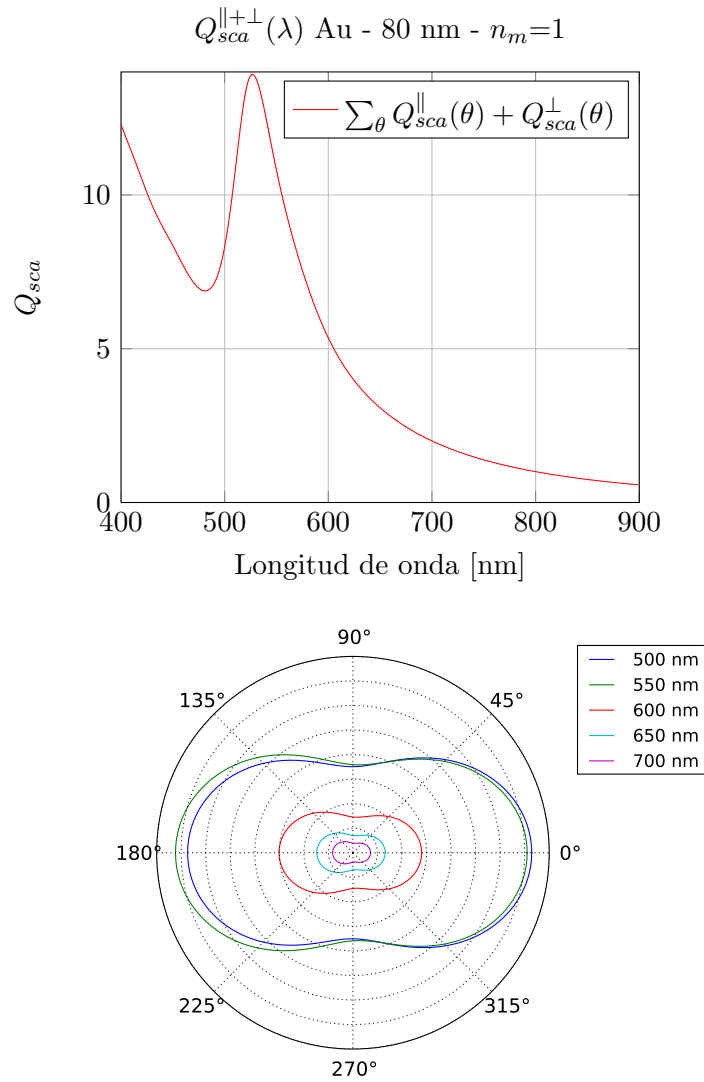 Q_{sca}^{∥+⊥}(λ) Au - 80 nm - n_m=1
∑_θ Q_{sca}^{∥}(θ) + Q_{sca}^{⊥}(θ)
10
5
0
Q_{sca}
400 500 600 700 800 900
Longitud de onda [nm]
90°
135° 45°
180° 0°
225° 315°
270°
500 nm
550 nm
600 nm
650 nm
700 nm